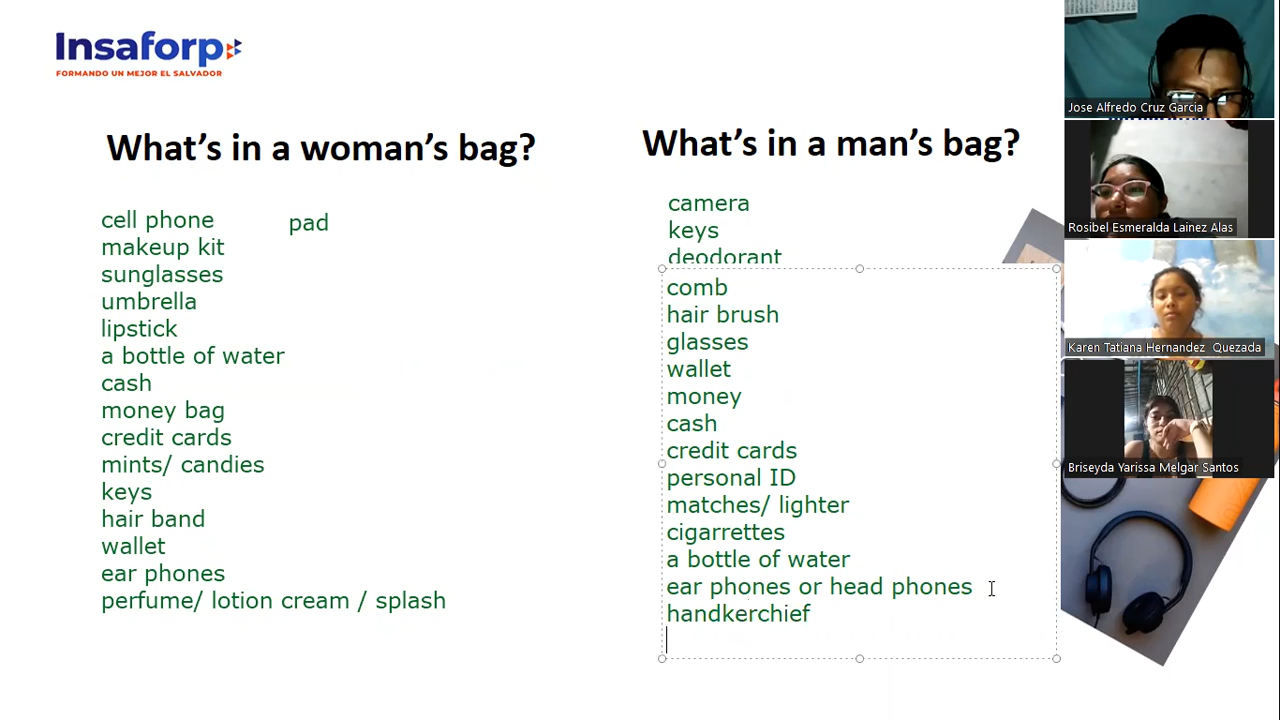 Insaforp
FORMANDO UN MEJOR EL SALVADOR
What's in a woman's bag?
cell phone
pad
makeup kit
sunglasses
umbrella
lipstick
a bottle of water
cash
money bag
credit cards
mints/ candies
keys
hair band
wallet
ear phones
perfume/ lotion cream / splash
What's in a man's bag?
camera
keys
deodorant
comb
hair brush
glasses
wallet
money
cash
credit cards
personal ID
matches/ lighter
cigarrettes
a bottle of water
ear phones or head phones
handkerchief
Jose Alfredo Cruz Garcia
Rosibel Esmeralda Lainez Alas
Karen Tatiana Hernandez Quezada
Briseyda Yarissa Melgar Santos